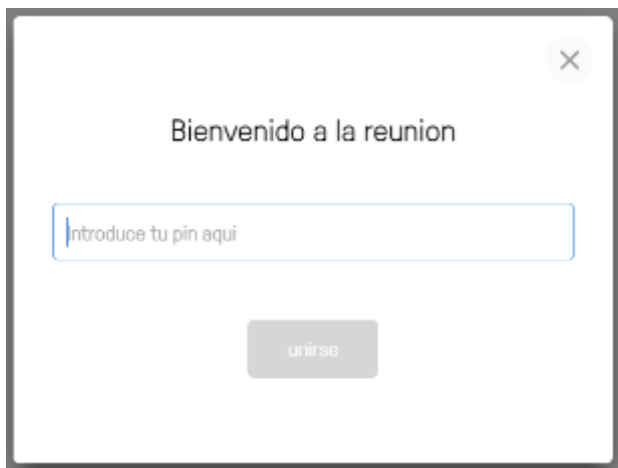 Bienvenido a la reunion
Introduce tu pin aqui
unirse